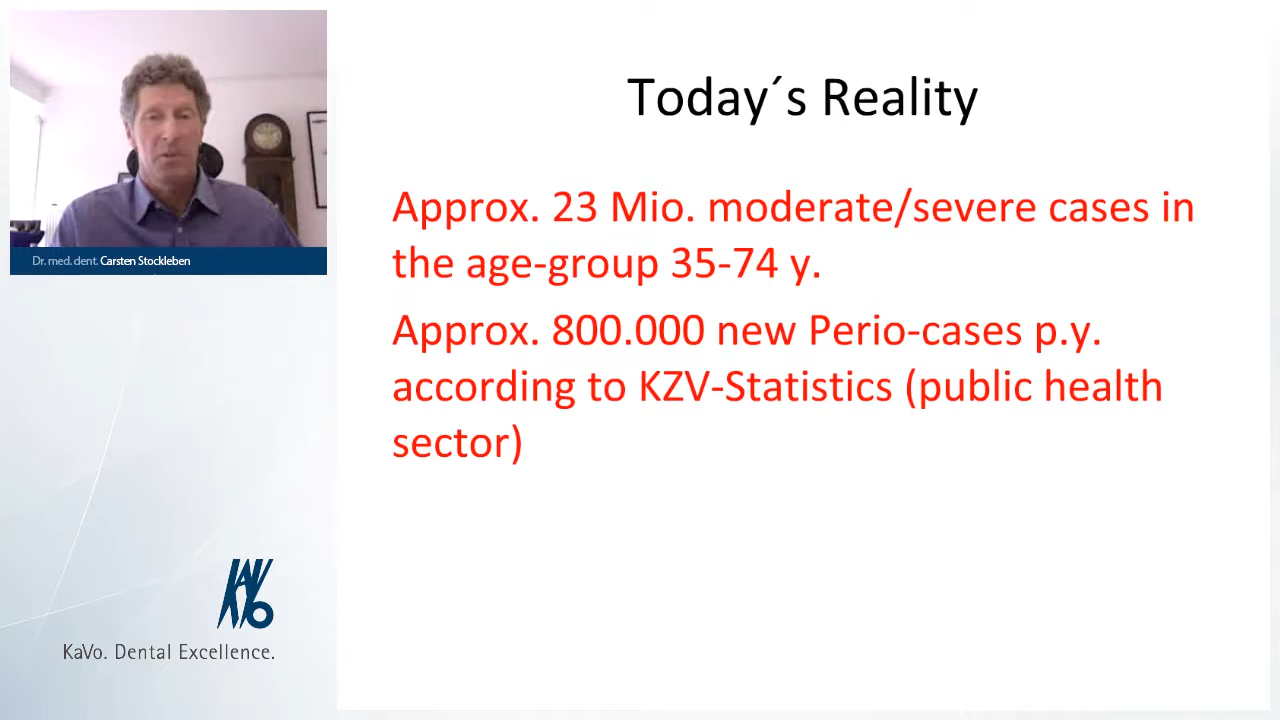 Today´s Reality
Approx. 23 Mio. moderate/severe cases in
the age-group 35-74 y.
Approx. 800.000 new Perio-cases p.y.
according to KZV-Statistics (public health
sector)
Dr. med. dent. Carsten Stockleben
KaVo
KaVo. Dental Excellence.